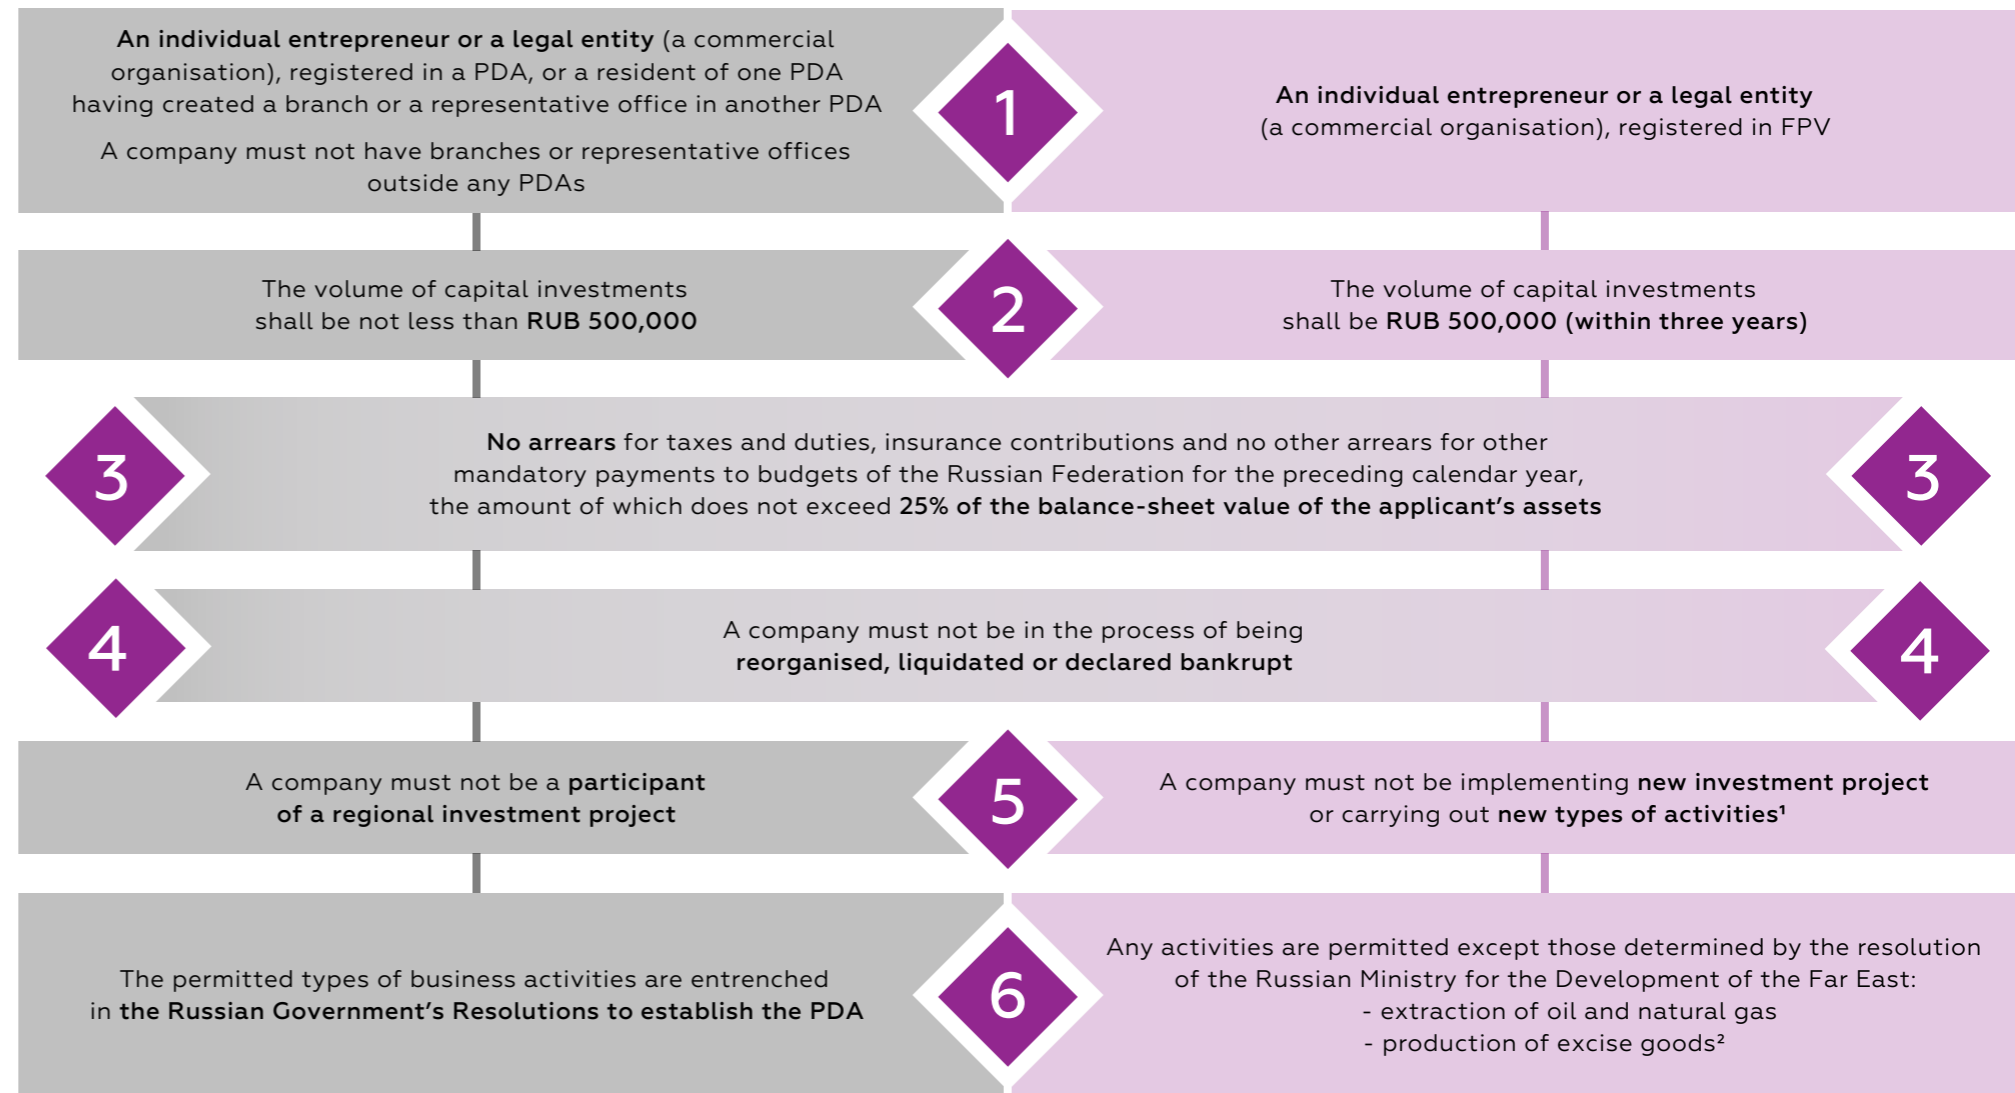 An individual entrepreneur or a legal entity (a commercial
organisation), registered in a PDA, or a resident of one PDA
having created a branch or a representative office in another PDA
A company must not have branches or representative offices
outside any PDAs
1
An individual entrepreneur or a legal entity
(a commercial organisation), registered in FPV
The volume of capital investments
shall be not less than RUB 500,000
2
The volume of capital investments
shall be RUB 500,000 (within three years)
3
No arrears for taxes and duties, insurance contributions and no other arrears for other
mandatory payments to budgets of the Russian Federation for the preceding calendar year,
the amount of which does not exceed 25% of the balance-sheet value of the applicant’s assets
3
4
A company must not be in the process of being
reorganised, liquidated or declared bankrupt
4
A company must not be a participant
of a regional investment project
5
A company must not be implementing new investment project
or carrying out new types of activities¹
The permitted types of business activities are entrenched
in the Russian Government’s Resolutions to establish the PDA
6
Any activities are permitted except those determined by the resolution
of the Russian Ministry for the Development of the Far East:
- extraction of oil and natural gas
- production of excise goods²